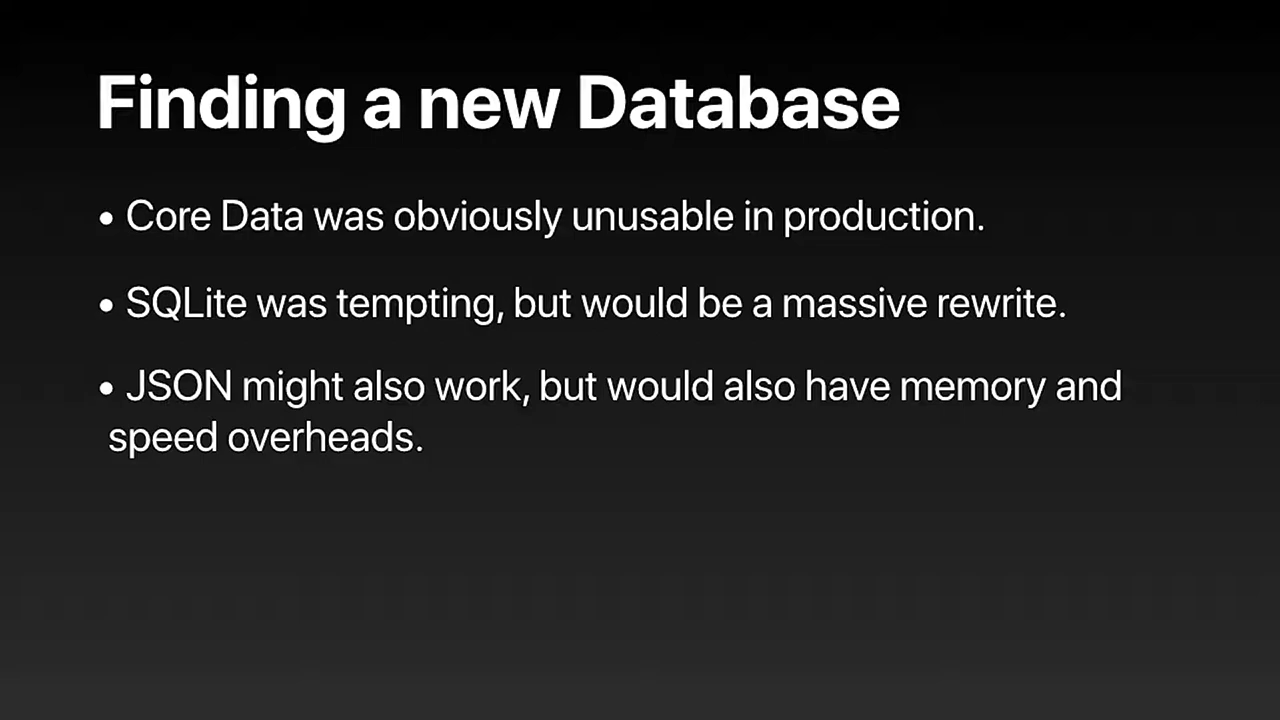 Finding a new Database
• Core Data was obviously unusable in production.
• SQLite was tempting, but would be a massive rewrite.
• JSON might also work, but would also have memory and
speed overheads.